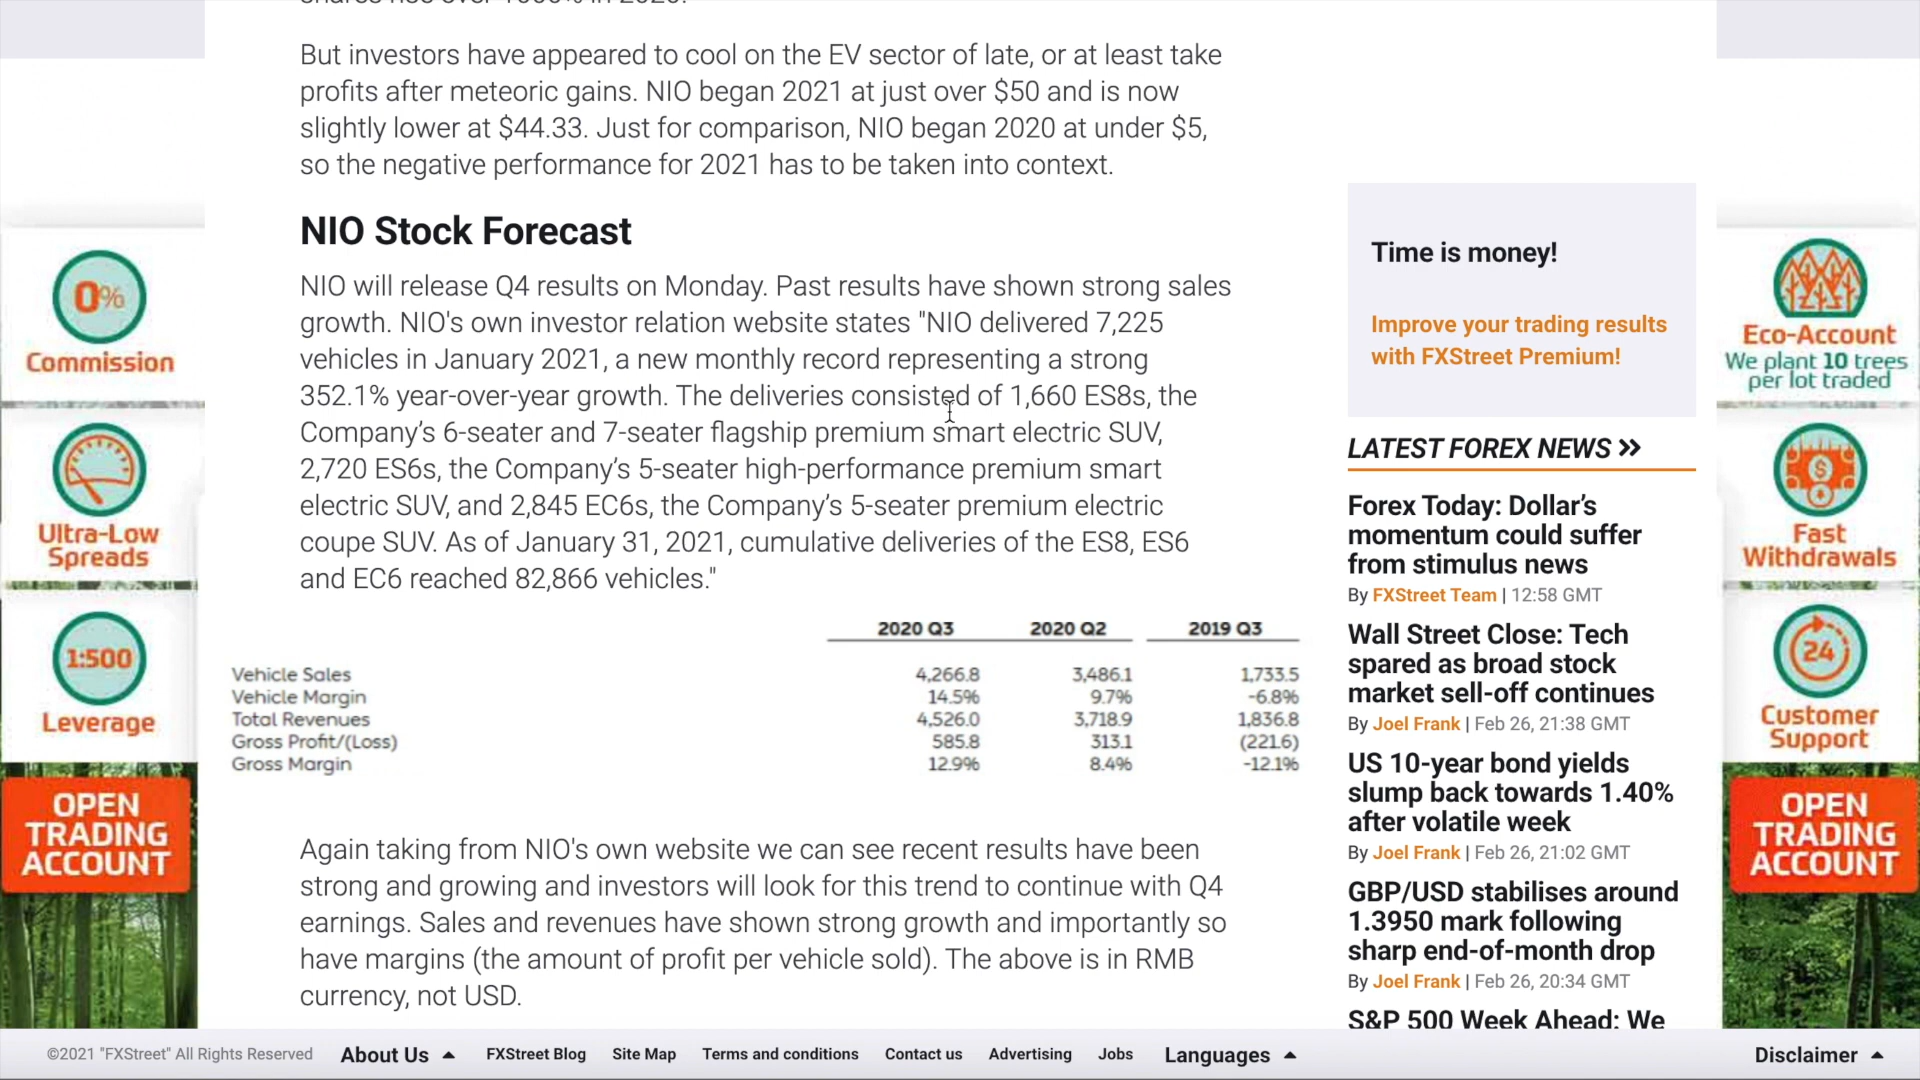 But investors have appeared to cool on the EV sector of late, or at least take
profits after meteoric gains. NIO began 2021 at just over $50 and is now
slightly lower at $44.33. Just for comparison, NIO began 2020 at under $5,
so the negative performance for 2021 has to be taken into context.
NIO Stock Forecast
NIO will release Q4 results on Monday. Past results have shown strong sales
growth. NIO's own investor relation website states "NIO delivered 7,225
vehicles in January 2021, a new monthly record representing a strong
352.1% year-over-year growth. The deliveries consisted of 1,660 ES8s, the
Company’s 6-seater and 7-seater flagship premium smart electric SUV,
2,720 ES6s, the Company’s 5-seater high-performance premium smart
electric SUV, and 2,845 EC6s, the Company’s 5-seater premium electric
coupe SUV. As of January 31, 2021, cumulative deliveries of the ES8, ES6
and EC6 reached 82,866 vehicles."
2020 Q3 2020 Q2 2019 Q3
Vehicle Sales 4,266.8 3,486.1 1,733.5
Vehicle Margin 14.5% 9.7% -6.8%
Total Revenues 4,526.0 3,718.9 1,836.8
Gross Profit/(Loss) 585.8 313.1 (221.6)
Gross Margin 12.9% 8.4% -12.1%
Again taking from NIO's own website we can see recent results have been
strong and growing and investors will look for this trend to continue with Q4
earnings. Sales and revenues have shown strong growth and importantly so
have margins (the amount of profit per vehicle sold). The above is in RMB
currency, not USD.
0%
Commission
Ultra-Low
Spreads
1:500
Leverage
OPEN
TRADING
ACCOUNT
Time is money!
Improve your trading results
with FXStreet Premium!
LATEST FOREX NEWS
Forex Today: Dollar’s
momentum could suffer
from stimulus news
By FXStreet Team | 12:58 GMT
Wall Street Close: Tech
spared as broad stock
market sell-off continues
By Joel Frank | Feb 26, 21:38 GMT
US 10-year bond yields
slump back towards 1.40%
after volatile week
By Joel Frank | Feb 26, 21:02 GMT
GBP/USD stabilises around
1.3950 mark following
sharp end-of-month drop
By Joel Frank | Feb 26, 20:34 GMT
S&P 500 Week Ahead: We
Eco-Account
We plant 10 trees
per lot traded
$
Fast
Withdrawals
24
Customer
Support
OPEN
TRADING
ACCOUNT
©2021 "FXStreet" All Rights Reserved About Us FXStreet Blog Site Map Terms and conditions Contact us Advertising Jobs Languages Disclaimer